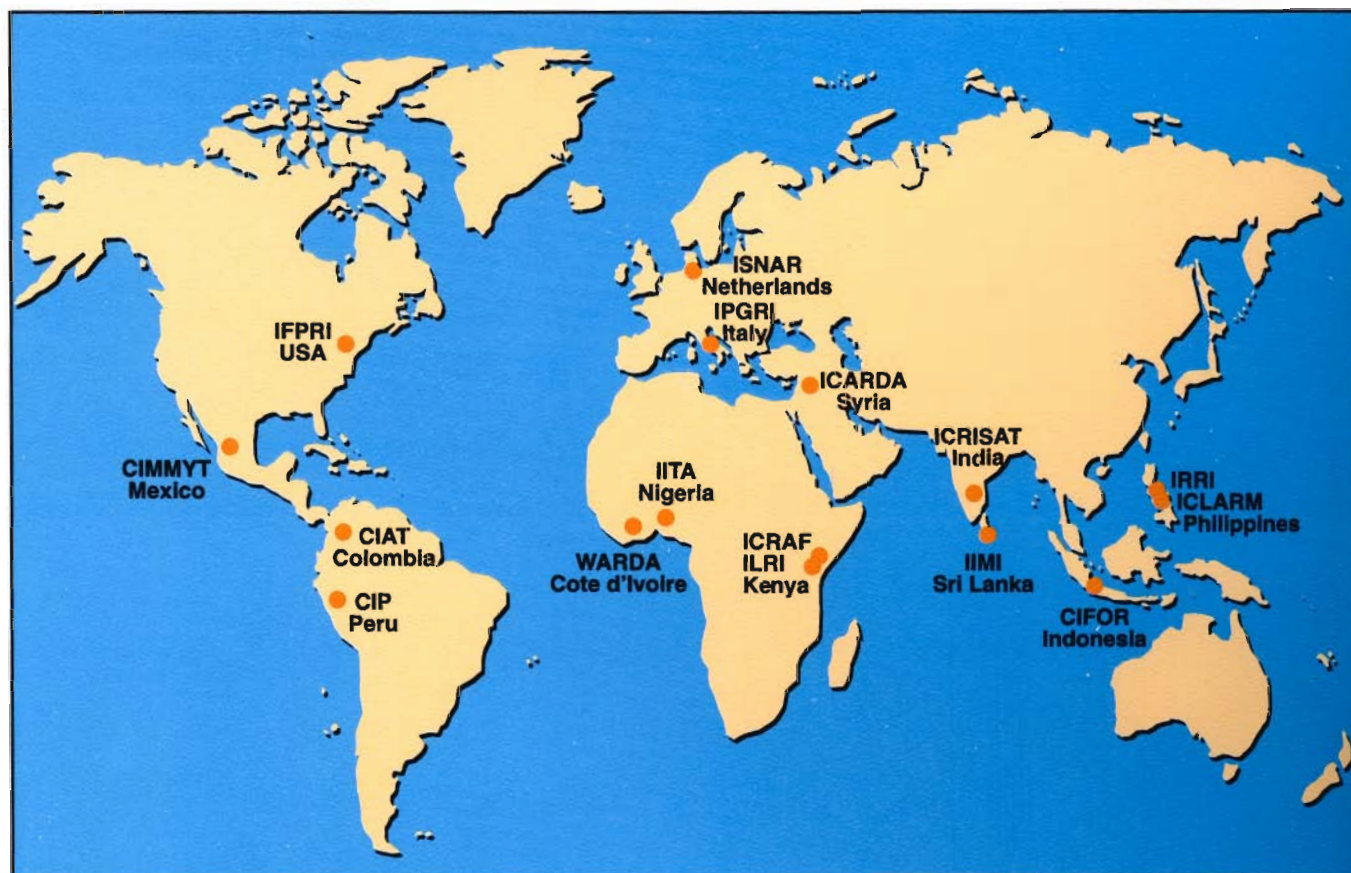 ISNAR
Netherlands
IPGRI
Italy
IFPRI
USA
ICARDA
Syria
ICRISAT
India
CIMMYT
Mexico
IITA
Nigeria
IRRI
ICLARM
Philippines
CIAT
Colombia
WARDA
Cote d'Ivoire
ICRAF
ILRI
Kenya
IIMI
Sri Lanka
CIP
Peru
CIFOR
Indonesia